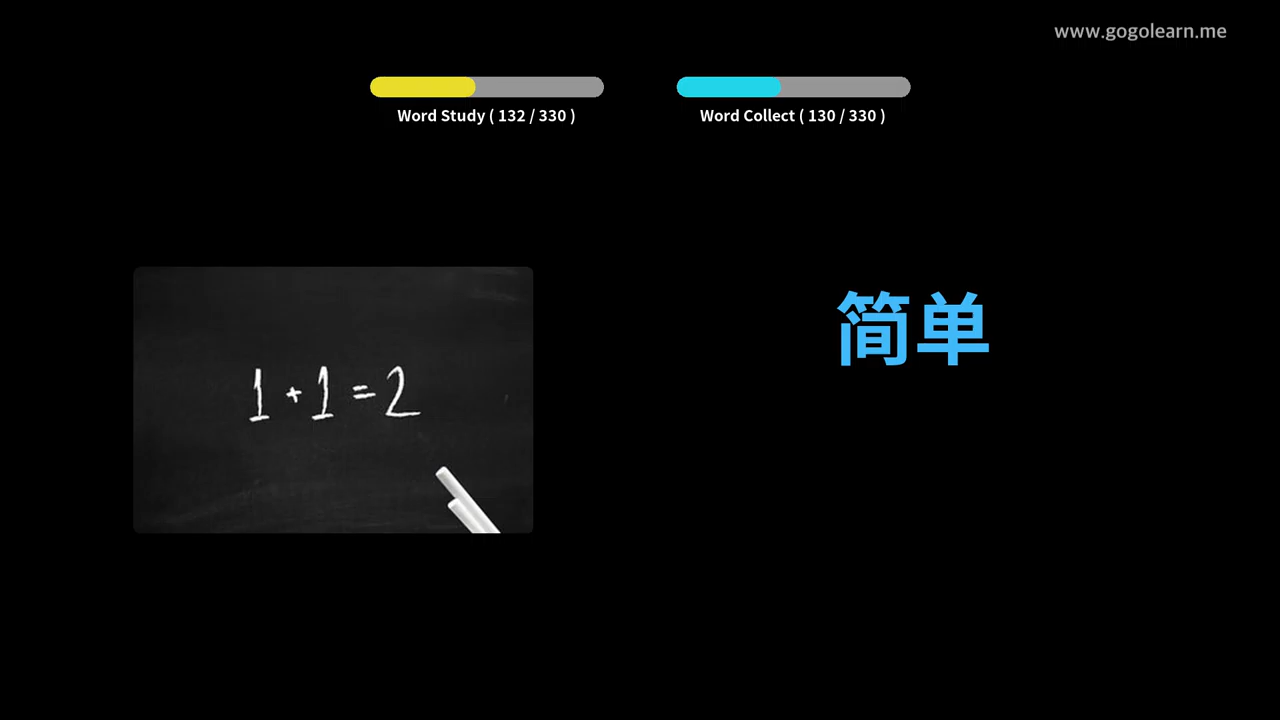 www.gogolearn.me
Word Study ( 132 / 330 )
Word Collect ( 130 / 330 )
简单
1 + 1 = 2